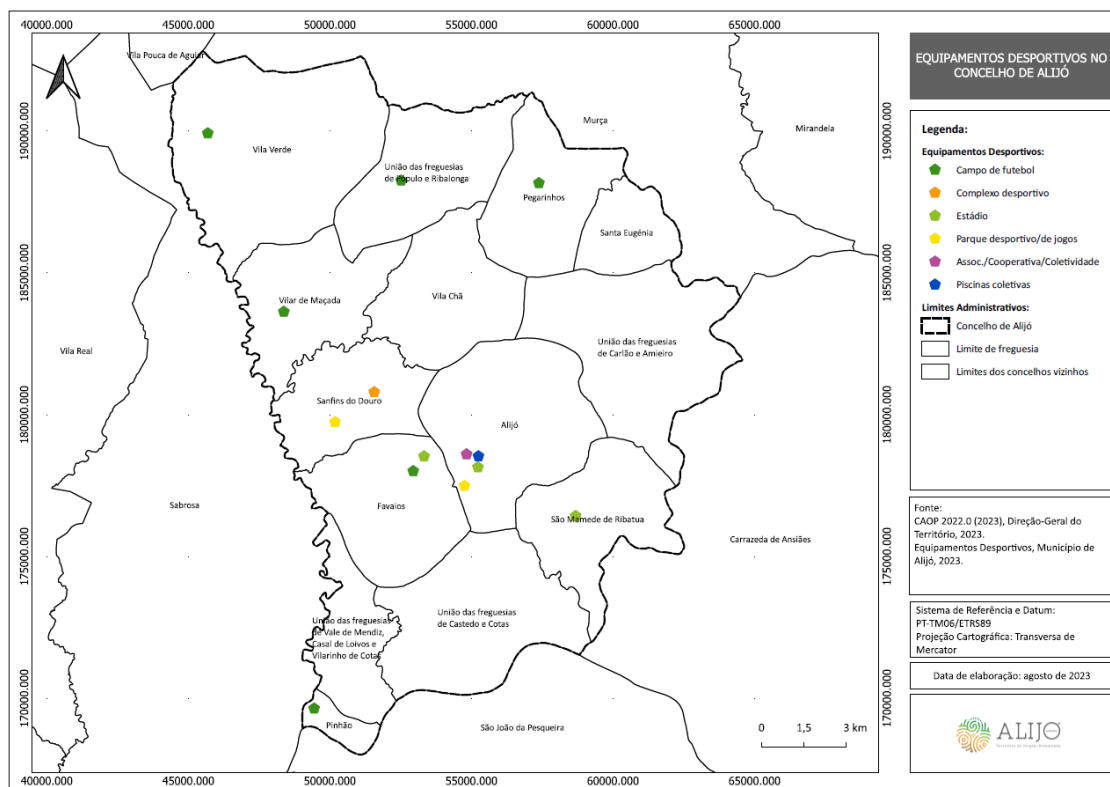 40000.000 45000.000 50000.000 55000.000 60000.000 65000.000
190000.000
185000.000
180000.000
175000.000
170000.000
190000.000
185000.000
180000.000
175000.000
170000.000
Vila Pouca de Aguiar
Murça
Mirandela
Vila Verde
União das freguesias
de Pópulo e Ribalonga
Pegarinhos
Santa Eugénia
Vilar de Maçada
Vila Chã
União das freguesias
de Carlão e Amieiro
Vila Real
Sanfins do Douro
Alijó
Sabrosa
Favaios
São Mamede de Ribatua
Carrazeda de Ansiães
União das freguesias
de Vale de Mendiz,
Casal de Loivos e
Vilarinho de Cotas
União das freguesias
de Castedo e Cotas
Pinhão
São João da Pesqueira
0 1,5 3 km
40000.000 45000.000 50000.000 55000.000 60000.000 65000.000
EQUIPAMENTOS DESPORTIVOS NO
CONCELHO DE ALIJÓ
Legenda:
Equipamentos Desportivos:
Campo de futebol
Complexo desportivo
Estádio
Parque desportivo/de jogos
Assoc./Cooperativa/Coletividade
Piscinas coletivas
Limites Administrativos:
Concelho de Alijó
Limite de freguesia
Limites dos concelhos vizinhos
Fonte:
CAOP 2022.0 (2023), Direção-Geral do
Território, 2023.
Equipamentos Desportivos, Município de
Alijó, 2023.
Sistema de Referência e Datum:
PT-TM06/ETRS89
Projeção Cartográfica: Transversa de
Mercator
Data de elaboração: agosto de 2023
ALIJÓ